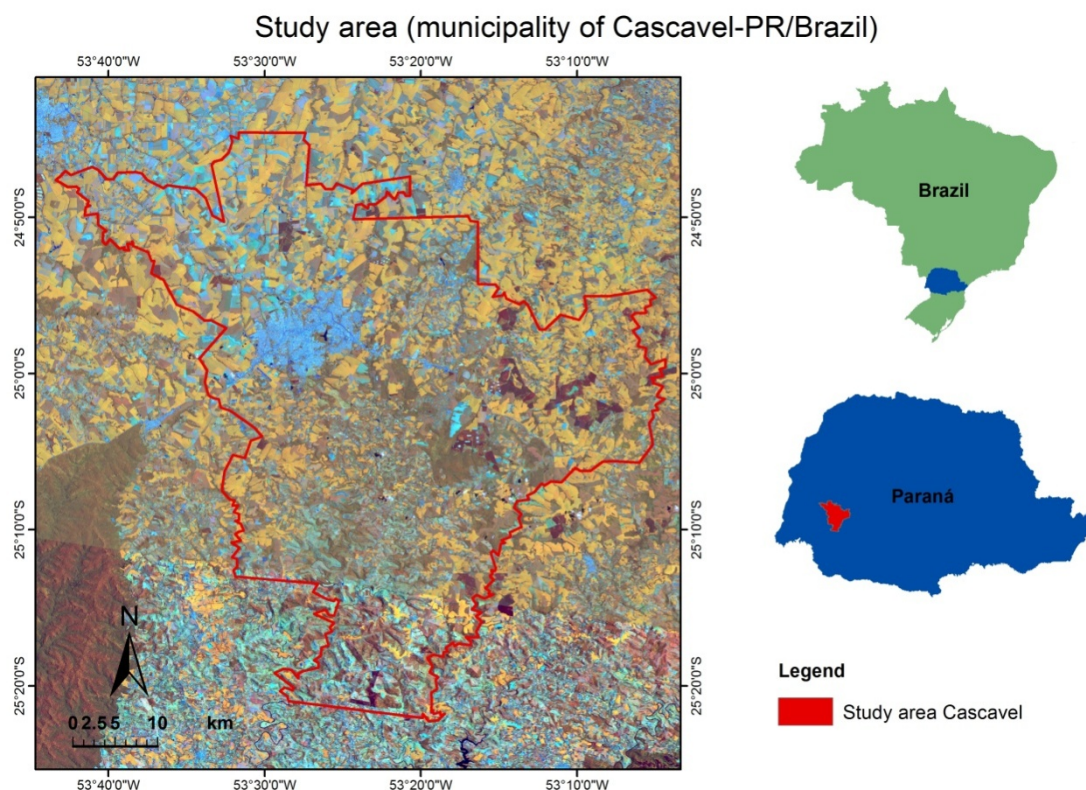 Study area (municipality of Cascavel-PR/Brazil)
53°40'0"W 53°30'0"W 53°20'0"W 53°10'0"W
24°50'0"S 24°50'0"S
25°0'0"S 25°0'0"S
25°10'0"S 25°10'0"S
25°20'0"S 25°20'0"S
N
0 2.5 5 10 km
53°40'0"W 53°30'0"W 53°20'0"W 53°10'0"W
Brazil
Paraná
Legend
Study area Cascavel